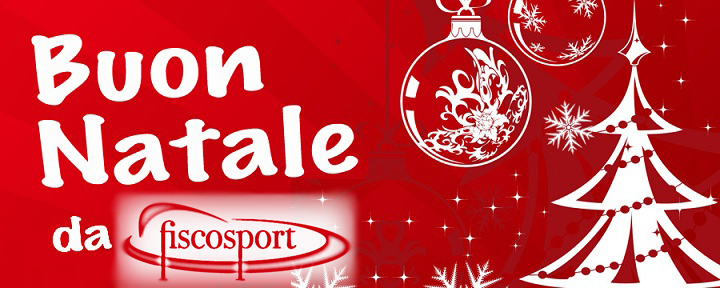 Buon
Natale
da fiscosport